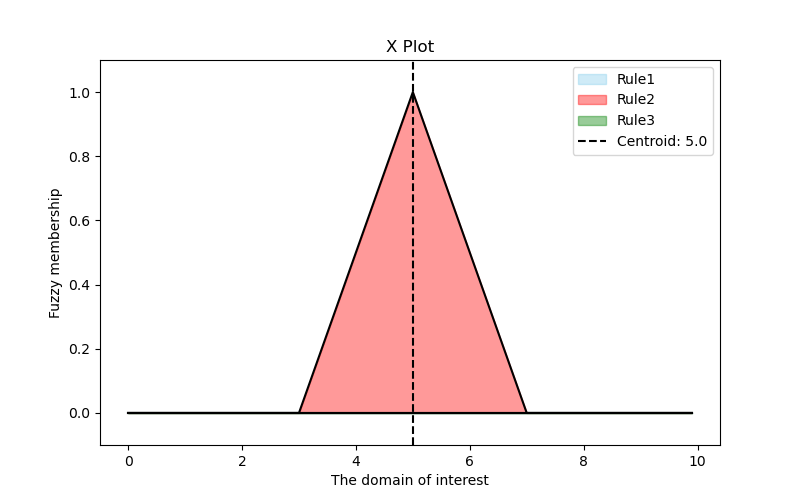 X Plot
Rule1
Rule2
Rule3
Centroid: 5.0
1.0
0.8
0.6
0.4
0.2
0.0
Fuzzy membership
0 2 4 6 8 10
The domain of interest